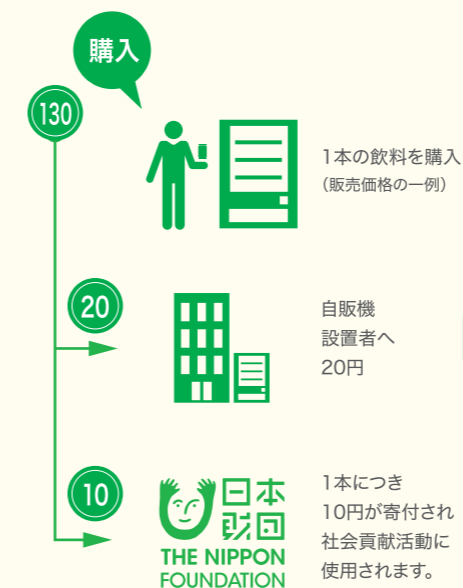 購入
130
1本の飲料を購入
（販売価格の一例）
20
自販機
設置者へ
20円
10
日本
財団
THE NIPPON
FOUNDATION
1本につき
10円が寄付され
社会貢献活動に
使用されます。